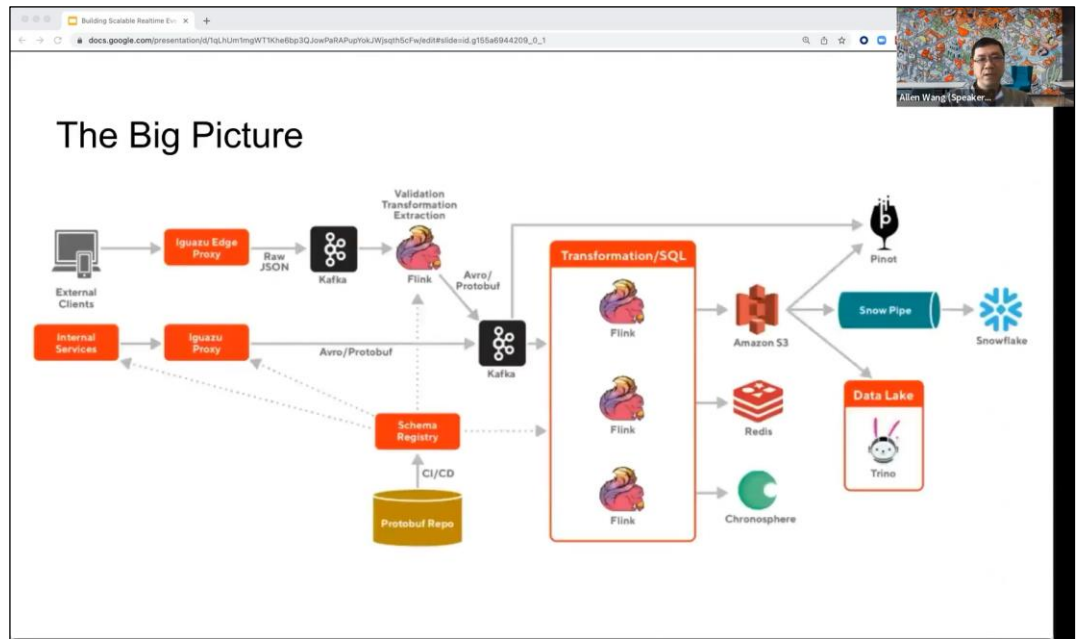 Building Scalable Realtime Eve
docs.google.com/presentation/d/1qLhUm1mgWT1Khe6bp3QJowPaRAPupYokJWjsqth5cFw/edit#slide=id.g155a6944209_0_1
Allen Wang (Speaker...
The Big Picture
Validation
Transformation
Extraction
External
Clients
Iguazu Edge
Proxy
Raw
JSON
Kafka
Flink
Avro/
Protobuf
Internal
Services
Iguazu
Proxy
Avro/Protobuf
Kafka
Schema
Registry
CI/CD
Protobuf Repo
Transformation/SQL
Flink
Flink
Flink
Amazon S3
Redis
Chronosphere
Pinot
Snow Pipe
Snowflake
Data Lake
Trino